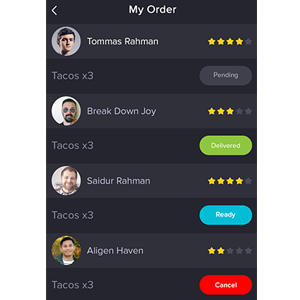 My Order
Tommas Rahman
Tacos x3
Pending
Break Down Joy
Tacos x3
Delivered
Saidur Rahman
Tacos x3
Ready
Aligen Haven
Tacos x3
Cancel